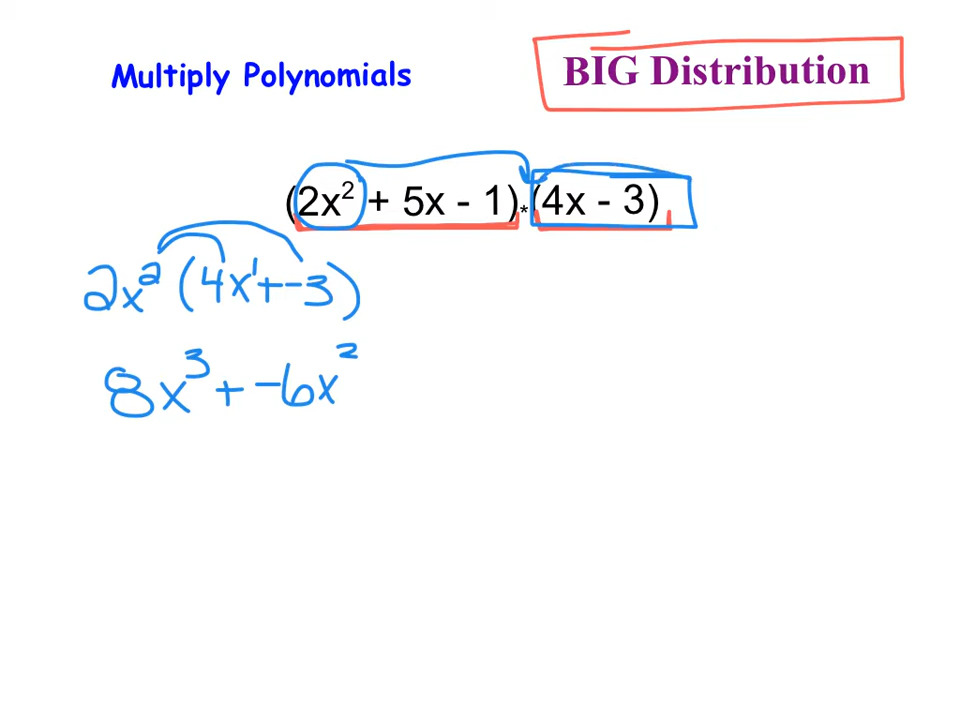 Multiply Polynomials
BIG Distribution
(2x² + 5x - 1)*(4x - 3)
2x² (4x¹ + -3)
8x³ + -6x²